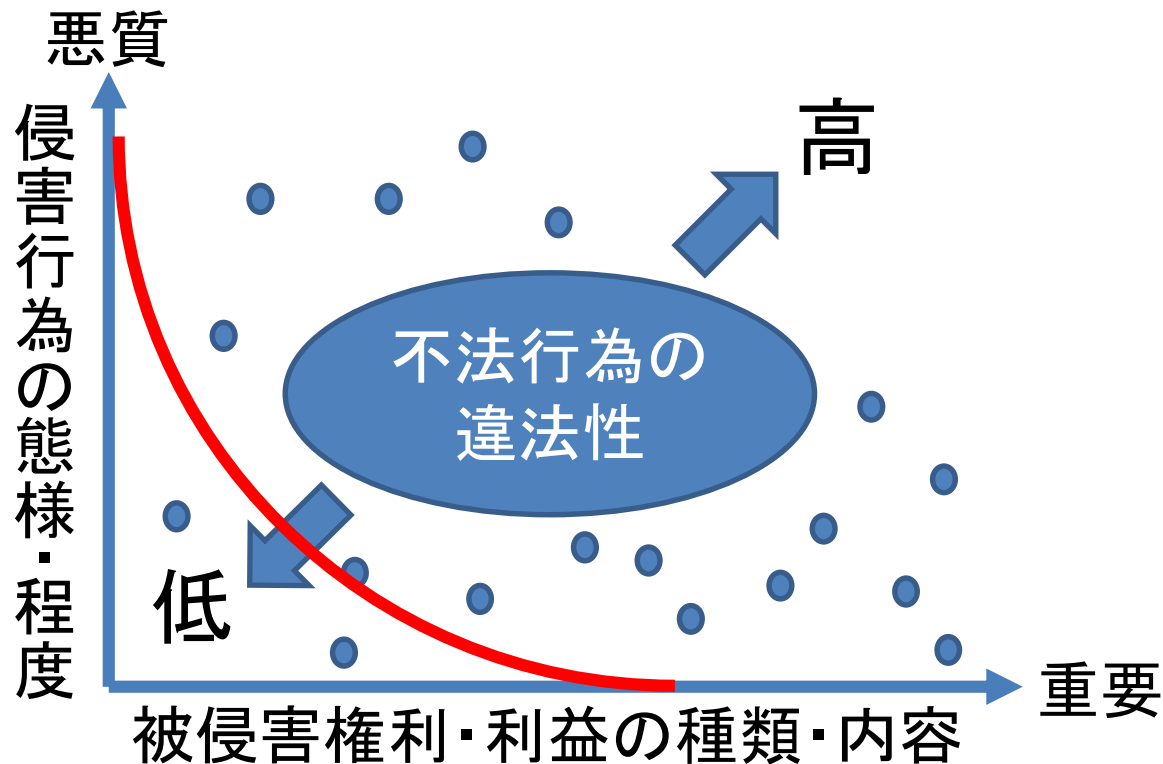 悪質
侵害行為の態様・程度
高
不法行為の
違法性
低
重要
被侵害権利・利益の種類・内容